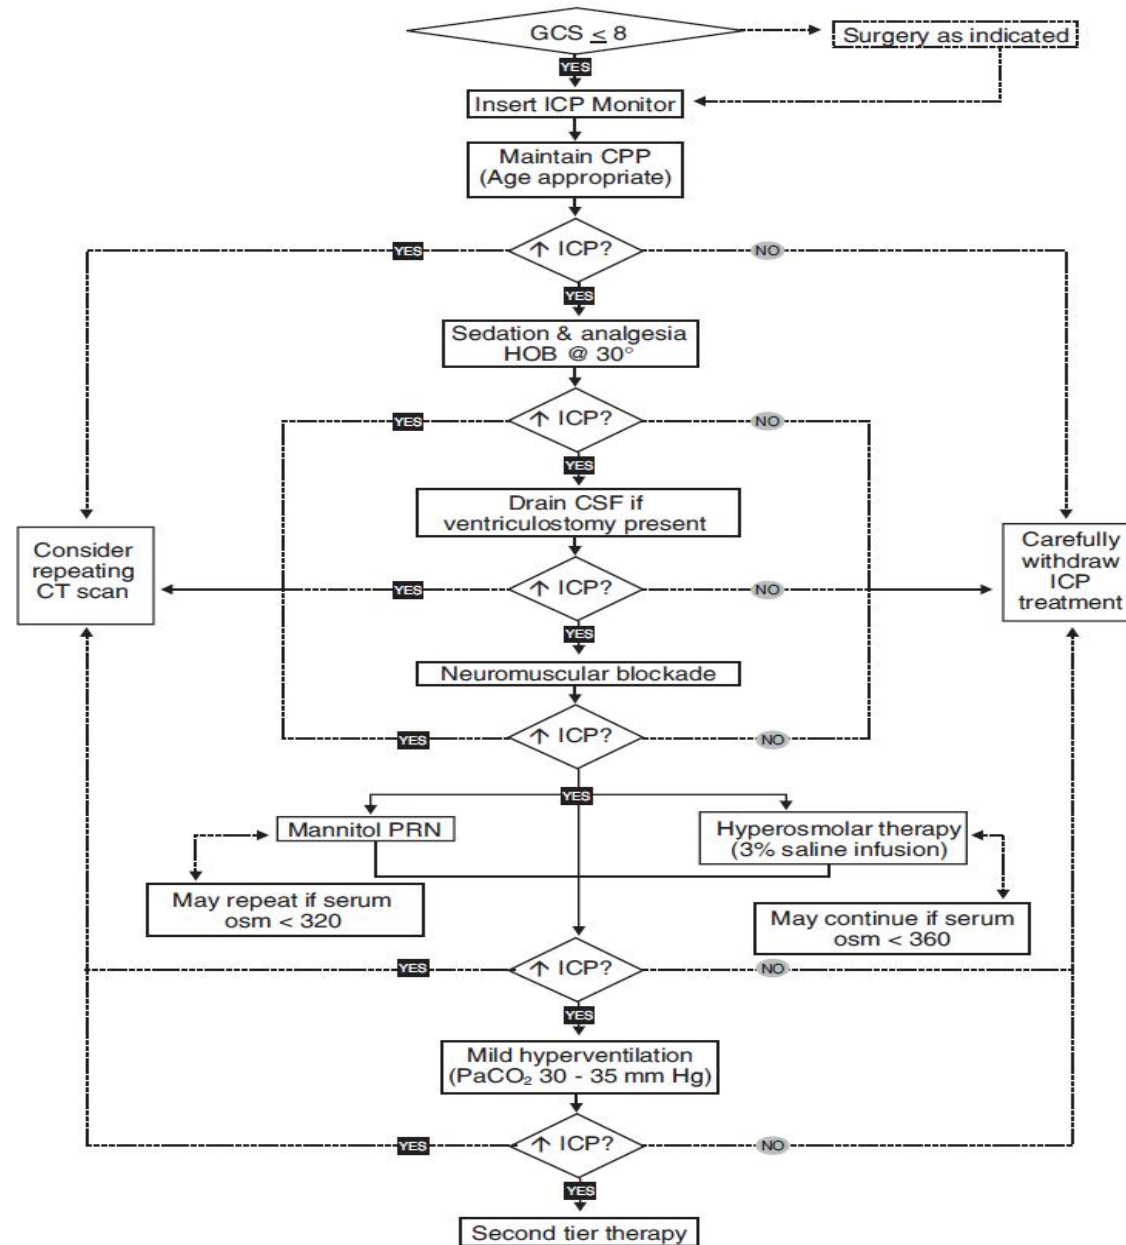 GCS ≤ 8
Surgery as indicated
YES
Insert ICP Monitor
Maintain CPP
(Age appropriate)
YES
↑ ICP?
NO
YES
Sedation & analgesia
HOB @ 30°
YES
↑ ICP?
NO
YES
Drain CSF if
ventriculostomy present
Consider
repeating
CT scan
Carefully
withdraw
ICP
treatment
YES
↑ ICP?
NO
YES
Neuromuscular blockade
YES
↑ ICP?
NO
YES
Mannitol PRN
Hyperosmolar therapy
(3% saline infusion)
May repeat if serum
osm < 320
May continue if serum
osm < 360
YES
↑ ICP?
NO
YES
Mild hyperventilation
(PaCO₂ 30 - 35 mm Hg)
YES
↑ ICP?
NO
YES
Second tier therapy